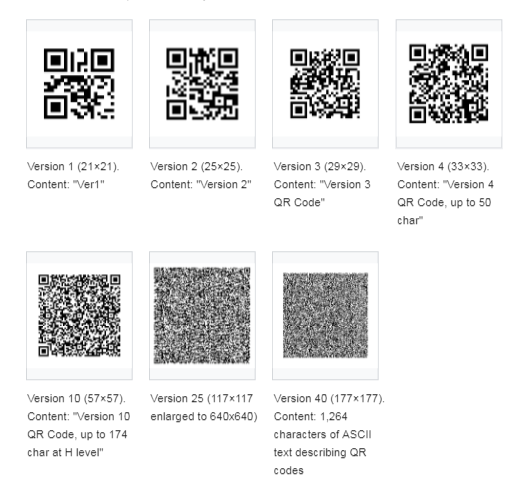 Version 1 (21×21).
Content: "Ver1"
Version 2 (25×25).
Content: "Version 2"
Version 3 (29×29).
Content: "Version 3
QR Code"
Version 4 (33×33).
Content: "Version 4
QR Code, up to 50
char"
Version 10 (57×57).
Content: "Version 10
QR Code, up to 174
char at H level"
Version 25 (117×117
enlarged to 640x640)
Version 40 (177×177).
Content: 1,264
characters of ASCII
text describing QR
codes